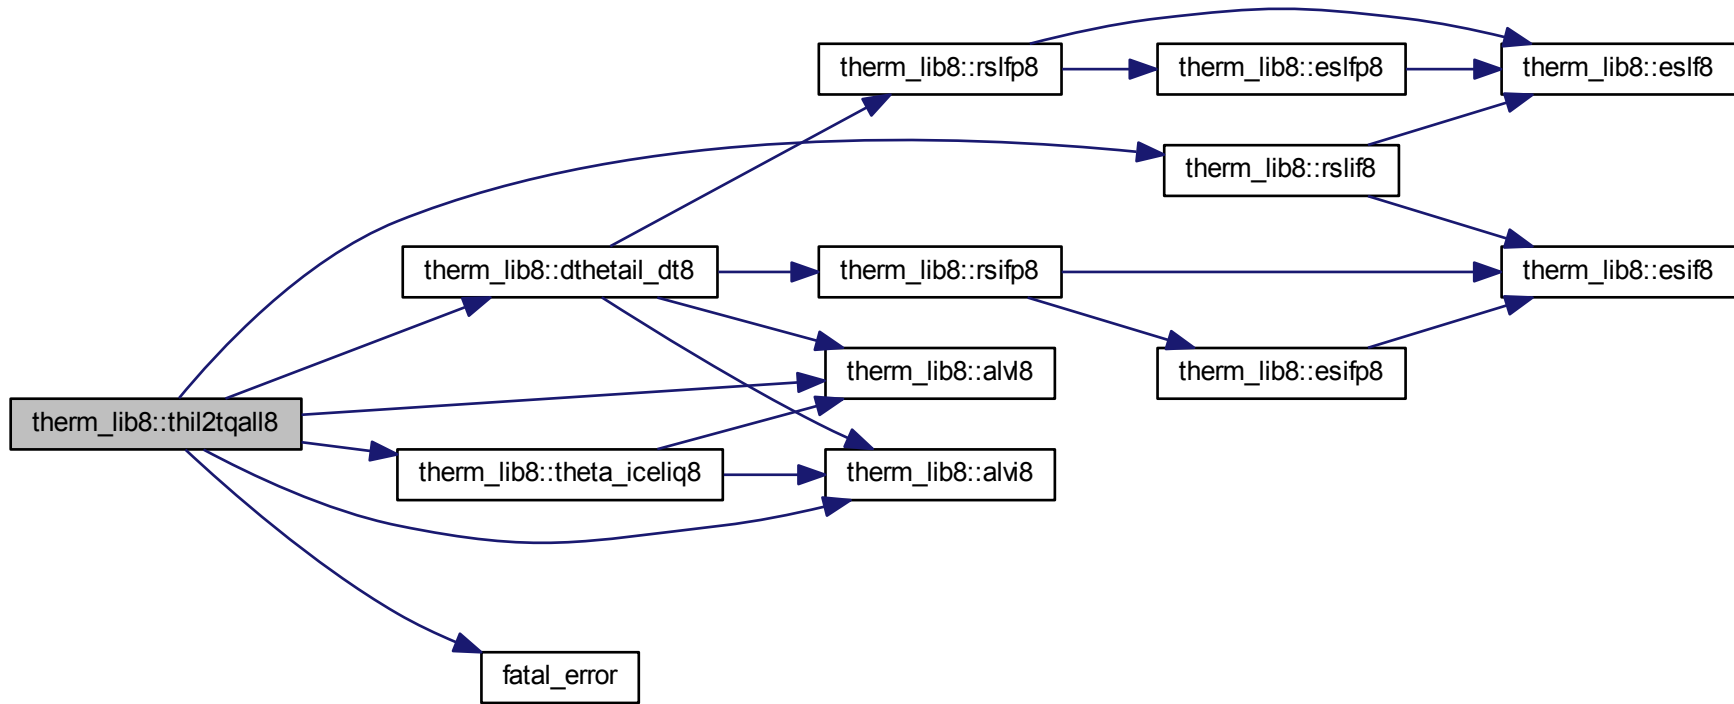 therm_lib8::rslfp8
therm_lib8::eslfp8
therm_lib8::eslf8
therm_lib8::rslif8
therm_lib8::dthetail_dt8
therm_lib8::rsifp8
therm_lib8::esif8
therm_lib8::alvl8
therm_lib8::esifp8
therm_lib8::thil2tqall8
therm_lib8::theta_iceliq8
therm_lib8::alvi8
fatal_error